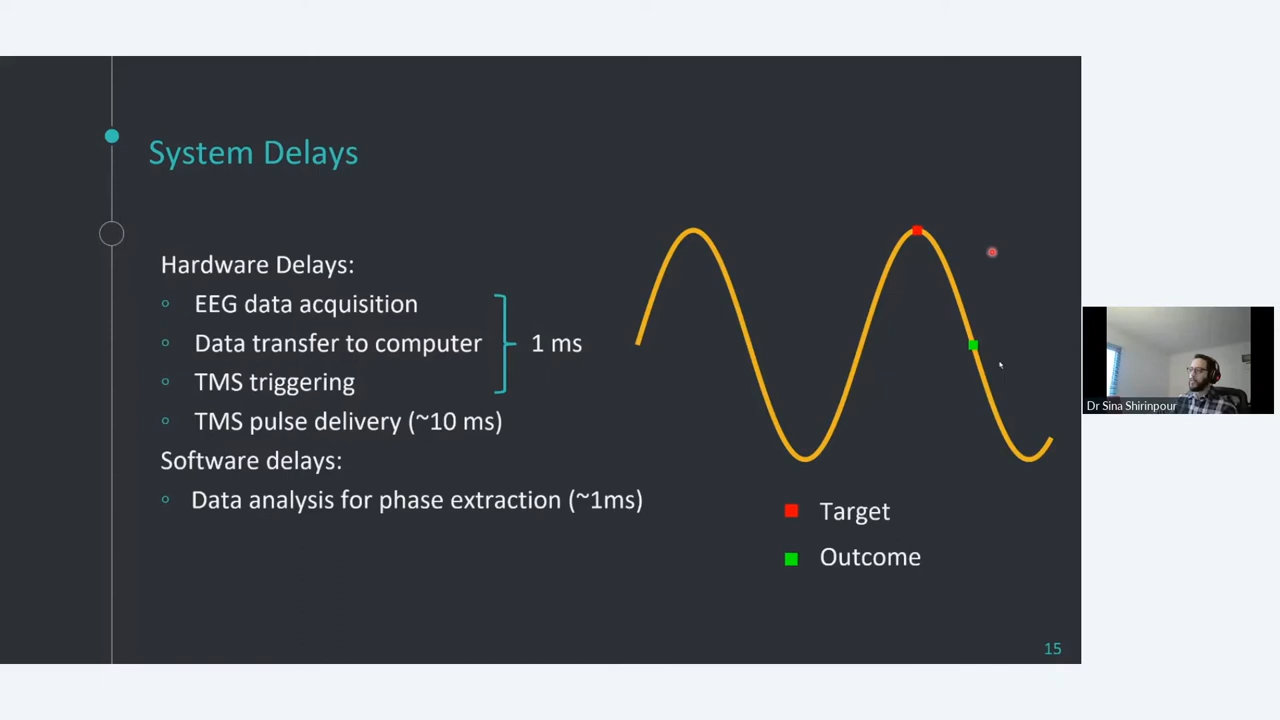 System Delays
Hardware Delays:
EEG data acquisition
Data transfer to computer
1 ms
TMS triggering
TMS pulse delivery (~10 ms)
Software delays:
Data analysis for phase extraction (~1ms)
Target
Outcome
15
Dr Sina Shirinpour